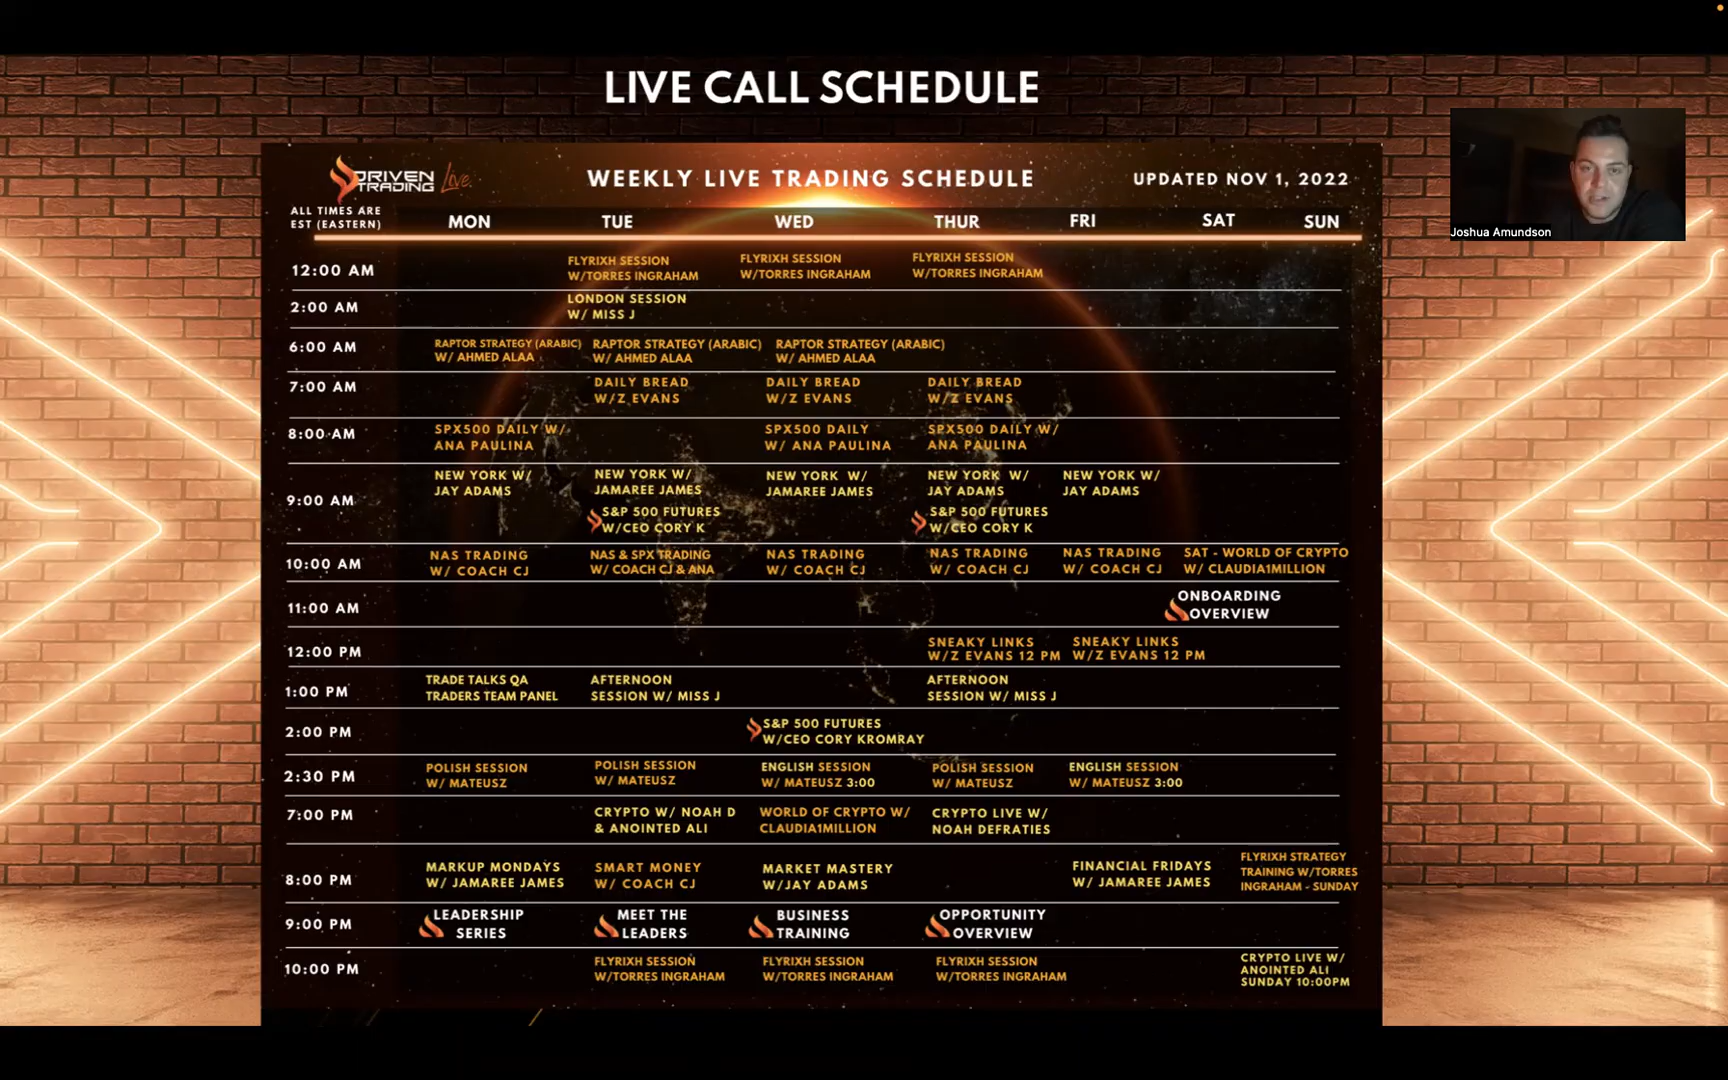 LIVE CALL SCHEDULE
DRIVEN TRADING Live.
WEEKLY LIVE TRADING SCHEDULE
UPDATED NOV 1, 2022
Joshua Amundson
ALL TIMES ARE
EST (EASTERN)
MON TUE WED THUR FRI SAT SUN
12:00 AM
FLYRIXH SESSION
W/TORRES INGRAHAM
FLYRIXH SESSION
W/TORRES INGRAHAM
FLYRIXH SESSION
W/TORRES INGRAHAM
2:00 AM
LONDON SESSION
W/ MISS J
6:00 AM
RAPTOR STRATEGY (ARABIC)
W/ AHMED ALAA
RAPTOR STRATEGY (ARABIC)
W/ AHMED ALAA
RAPTOR STRATEGY (ARABIC)
W/ AHMED ALAA
7:00 AM
DAILY BREAD
W/Z EVANS
DAILY BREAD
W/Z EVANS
DAILY BREAD
W/Z EVANS
8:00 AM
SPX500 DAILY W/
ANA PAULINA
SPX500 DAILY
W/ ANA PAULINA
SPX500 DAILY W/
ANA PAULINA
9:00 AM
NEW YORK W/
JAY ADAMS
NEW YORK W/
JAMAREE JAMES
S&P 500 FUTURES
W/CEO CORY K
NEW YORK W/
JAMAREE JAMES
NEW YORK W/
JAY ADAMS
S&P 500 FUTURES
W/CEO CORY K
NEW YORK W/
JAY ADAMS
10:00 AM
NAS TRADING
W/ COACH CJ
NAS & SPX TRADING
W/ COACH CJ & ANA
NAS TRADING
W/ COACH CJ
NAS TRADING
W/ COACH CJ
NAS TRADING
W/ COACH CJ
SAT - WORLD OF CRYPTO
W/ CLAUDIA1MILLION
11:00 AM
ONBOARDING
OVERVIEW
12:00 PM
SNEAKY LINKS
W/Z EVANS 12 PM
SNEAKY LINKS
W/Z EVANS 12 PM
1:00 PM
TRADE TALKS QA
TRADERS TEAM PANEL
AFTERNOON
SESSION W/ MISS J
AFTERNOON
SESSION W/ MISS J
2:00 PM
S&P 500 FUTURES
W/CEO CORY KROMRAY
2:30 PM
POLISH SESSION
W/ MATEUSZ
POLISH SESSION
W/ MATEUSZ
ENGLISH SESSION
W/ MATEUSZ 3:00
POLISH SESSION
W/ MATEUSZ
ENGLISH SESSION
W/ MATEUSZ 3:00
7:00 PM
CRYPTO W/ NOAH D
& ANOINTED ALI
WORLD OF CRYPTO W/
CLAUDIA1MILLION
CRYPTO LIVE W/
NOAH DEFRATIES
8:00 PM
MARKUP MONDAYS
W/ JAMAREE JAMES
SMART MONEY
W/ COACH CJ
MARKET MASTERY
W/JAY ADAMS
FINANCIAL FRIDAYS
W/ JAMAREE JAMES
FLYRIXH STRATEGY
TRAINING W/TORRES
INGRAHAM - SUNDAY
9:00 PM
LEADERSHIP
SERIES
MEET THE
LEADERS
BUSINESS
TRAINING
OPPORTUNITY
OVERVIEW
10:00 PM
FLYRIXH SESSION
W/TORRES INGRAHAM
FLYRIXH SESSION
W/TORRES INGRAHAM
FLYRIXH SESSION
W/TORRES INGRAHAM
CRYPTO LIVE W/
ANOINTED ALI
SUNDAY 10:00PM